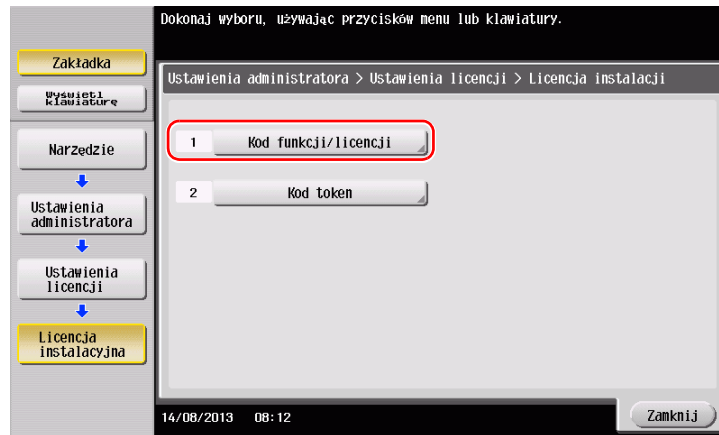 Dokonaj wyboru, używając przycisków menu lub klawiatury.
Zakładka
Wyświetl
klawiaturę
Narzędzie
Ustawienia
administratora
Ustawienia
licencji
Licencja
instalacyjna
Ustawienia administratora > Ustawienia licencji > Licencja instalacji
1 Kod funkcji/licencji
2 Kod token
14/08/2013 08:12
Zamknij